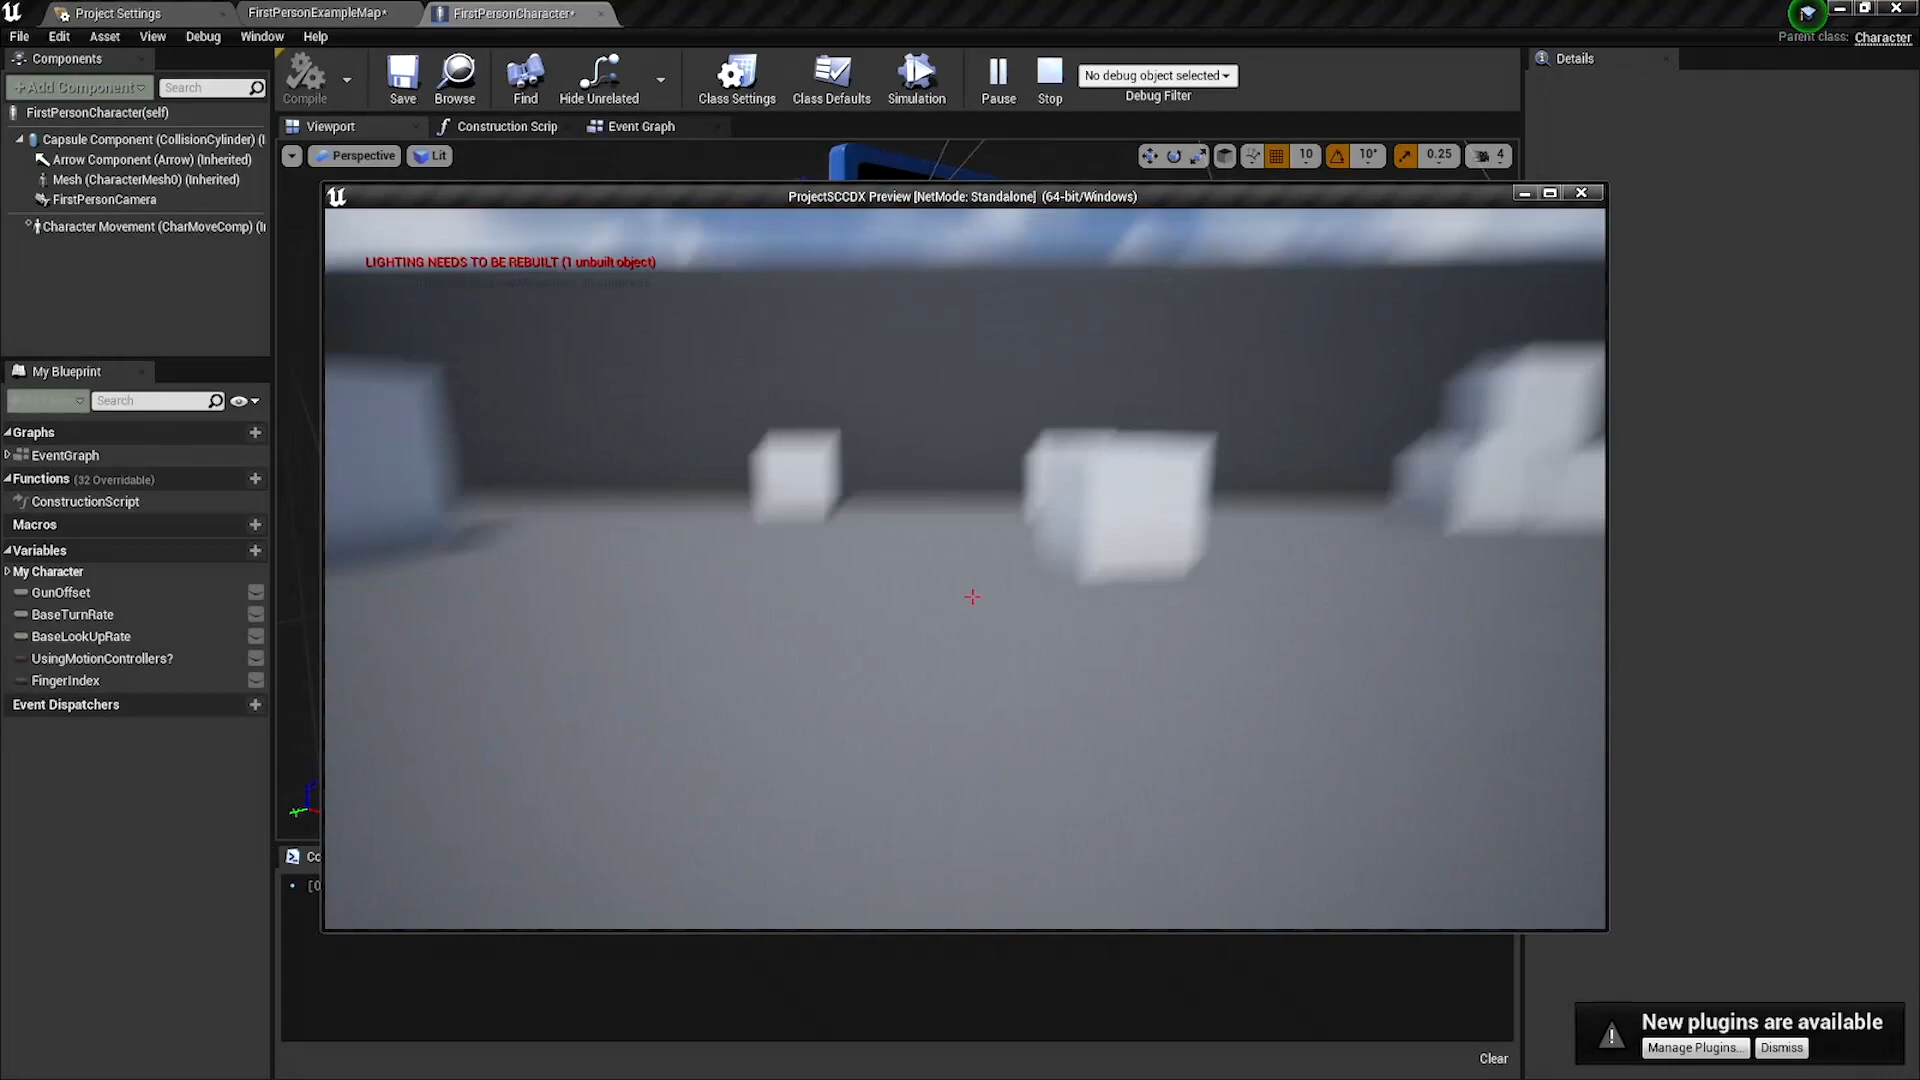 Project Settings
FirstPersonExampleMap*
FirstPersonCharacter*
File Edit Asset View Debug Window Help
Parent class: Character
Components
+Add Component
Search
FirstPersonCharacter(self)
Capsule Component (CollisionCylinder) (I
Arrow Component (Arrow) (Inherited)
Mesh (CharacterMesh0) (Inherited)
FirstPersonCamera
Character Movement (CharMoveComp) (I
Compile
Save
Browse
Find
Hide Unrelated
Class Settings
Class Defaults
Simulation
Pause
Stop
No debug object selected
Debug Filter
Details
Viewport
Construction Scrip
Event Graph
Perspective
Lit
10
10°
0.25
4
ProjectSCCDX Preview [NetMode: Standalone] (64-bit/Windows)
LIGHTING NEEDS TO BE REBUILT (1 unbuilt object)
My Blueprint
Search
Graphs
EventGraph
Functions (32 Overridable)
ConstructionScript
Macros
Variables
My Character
GunOffset
BaseTurnRate
BaseLookUpRate
UsingMotionControllers?
FingerIndex
Event Dispatchers
Co
[0
New plugins are available
Manage Plugins...
Dismiss
Clear